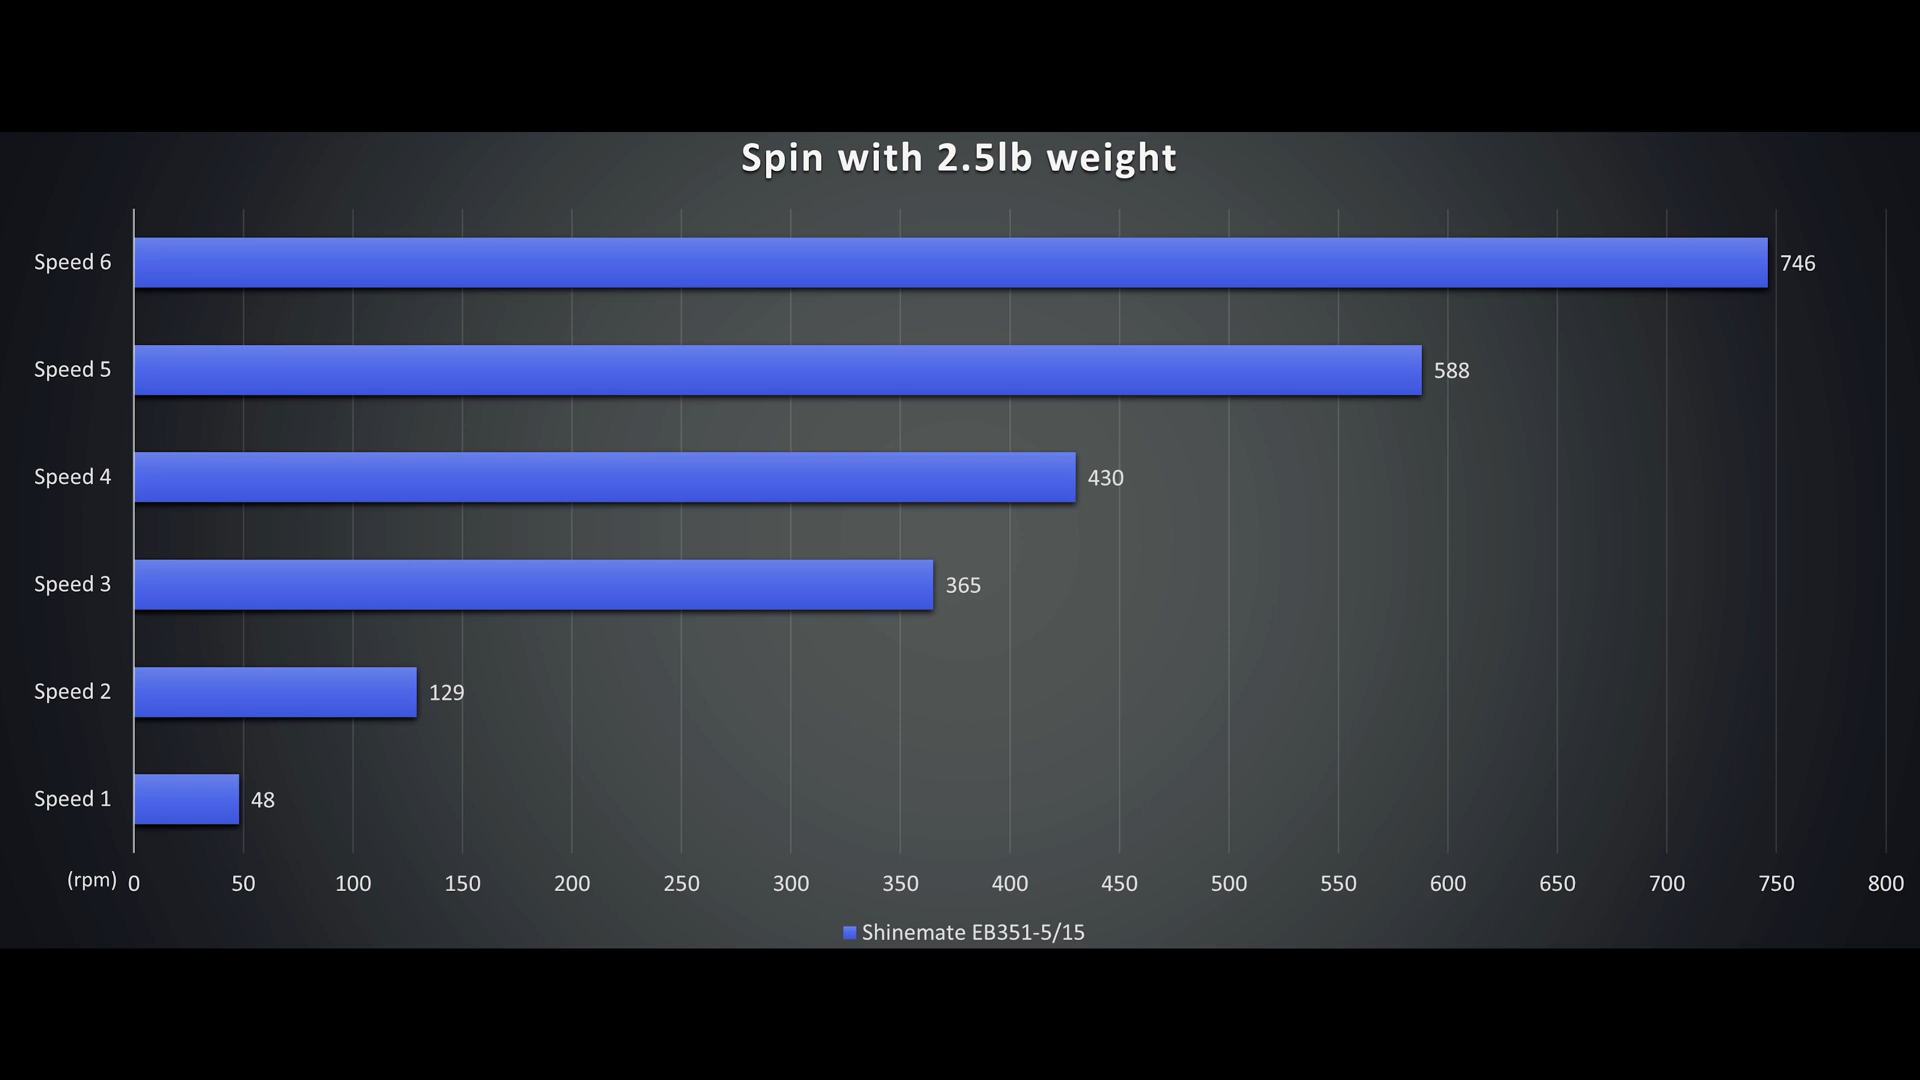 Spin with 2.5lb weight
Speed 6 746
Speed 5 588
Speed 4 430
Speed 3 365
Speed 2 129
Speed 1 48
(rpm) 0 50 100 150 200 250 300 350 400 450 500 550 600 650 700 750 800
Shinemate EB351-5/15